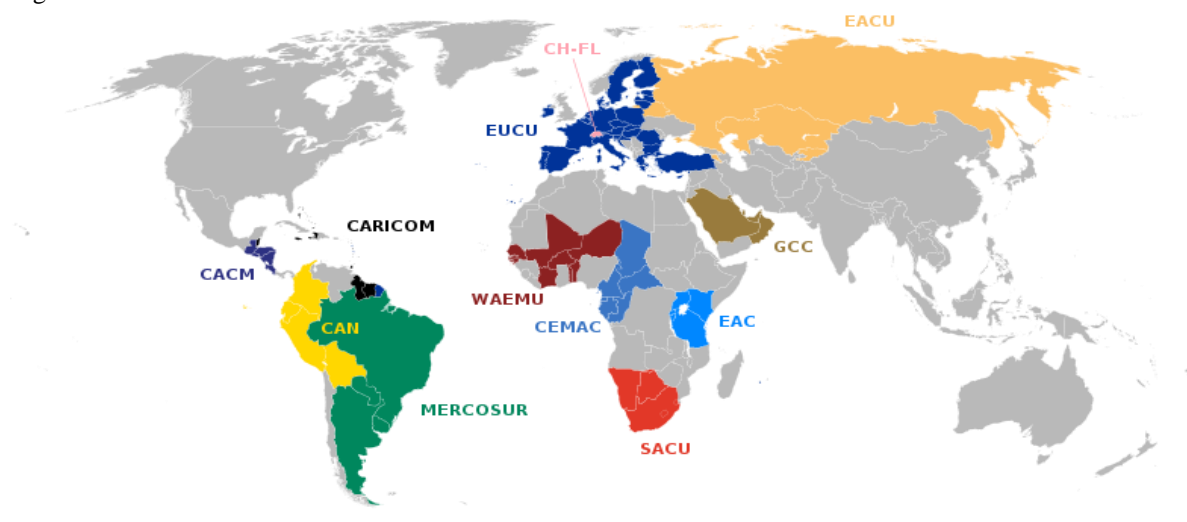 EACU
CH-FL
EUCU
CARICOM
GCC
CACM
WAEMU
EAC
CEMAC
CAN
MERCOSUR
SACU